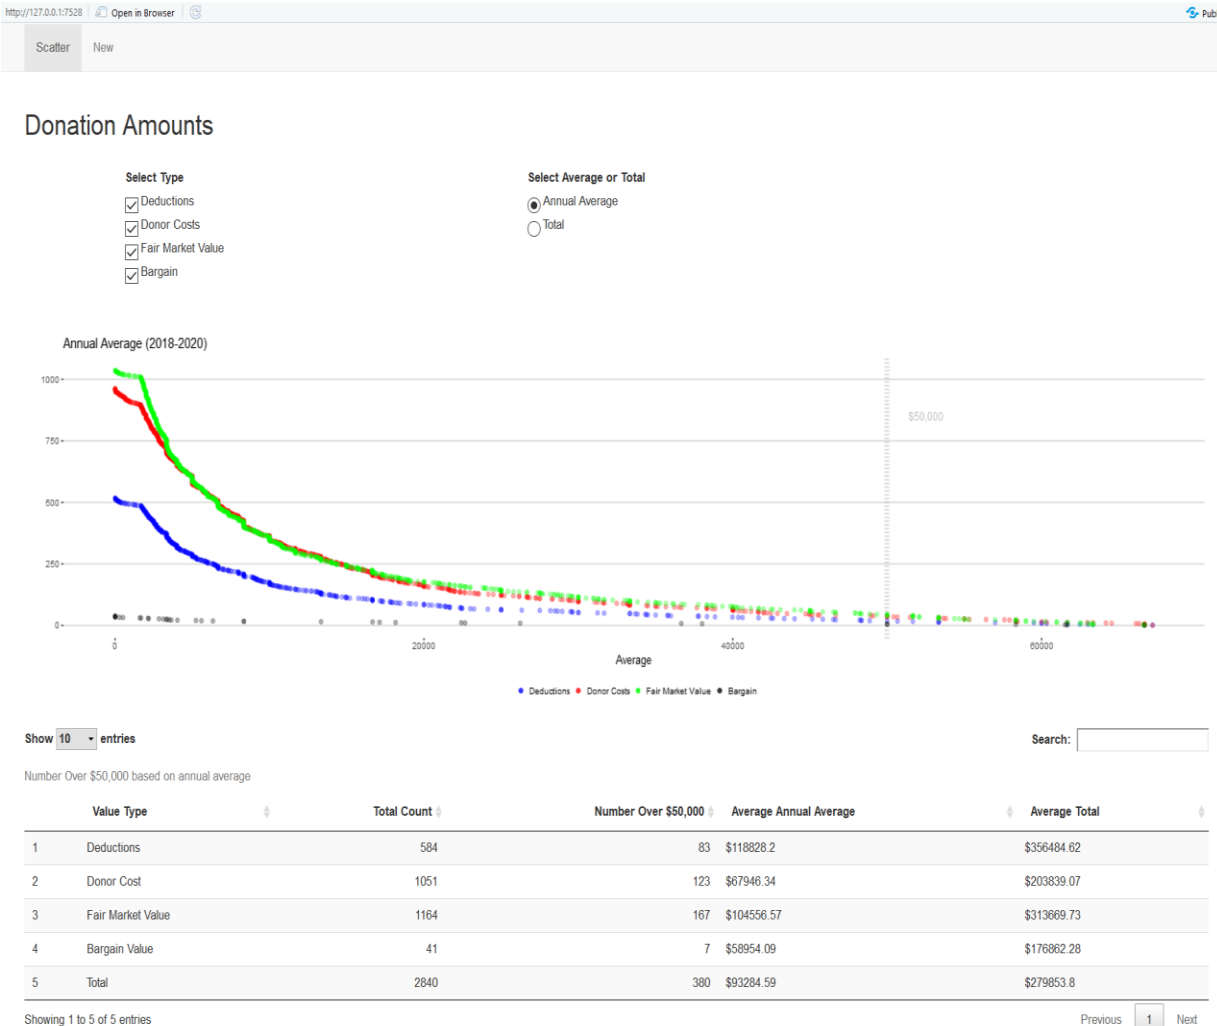 http://127.0.0.1:7528 Open in Browser
Scatter New
Donation Amounts
Select Type Select Average or Total
Deductions Annual Average
Donor Costs Total
Fair Market Value
Bargain
Annual Average (2018-2020)
1000
$50,000
750
500
250
0
0 20000 40000 60000
Average
Deductions Donor Costs Fair Market Value Bargain
Show 10 entries Search:
Number Over $50,000 based on annual average
Value Type Total Count Number Over $50,000 Average Annual Average Average Total
1 Deductions 584 83 $118828.2 $356484.62
2 Donor Cost 1051 123 $67946.34 $203839.07
3 Fair Market Value 1164 167 $104556.57 $313669.73
4 Bargain Value 41 7 $58954.09 $176862.28
5 Total 2840 380 $93284.59 $279853.8
Showing 1 to 5 of 5 entries Previous 1 Next